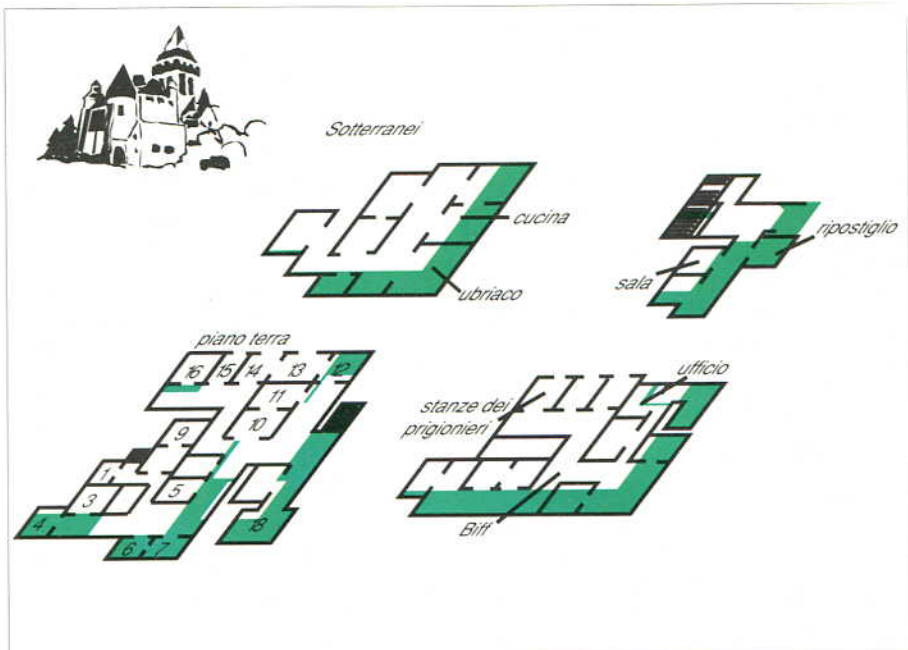 Sotterranei
cucina
ubriaco
ripostiglio
sala
piano terra
16 15 14 13 12
11
10
9
1
3
5
4
6 7
18
ufficio
stanze dei
prigionieri
Biff